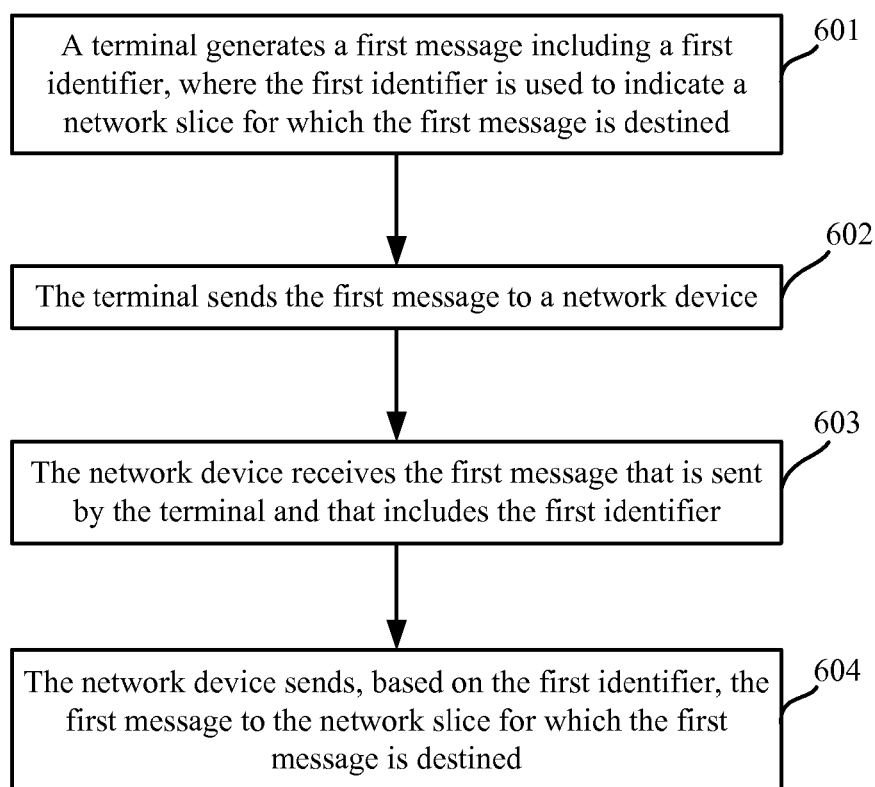 A terminal generates a first message including a first
identifier, where the first identifier is used to indicate a
network slice for which the first message is destined
601
The terminal sends the first message to a network device
602
The network device receives the first message that is sent
by the terminal and that includes the first identifier
603
The network device sends, based on the first identifier, the
first message to the network slice for which the first
message is destined
604